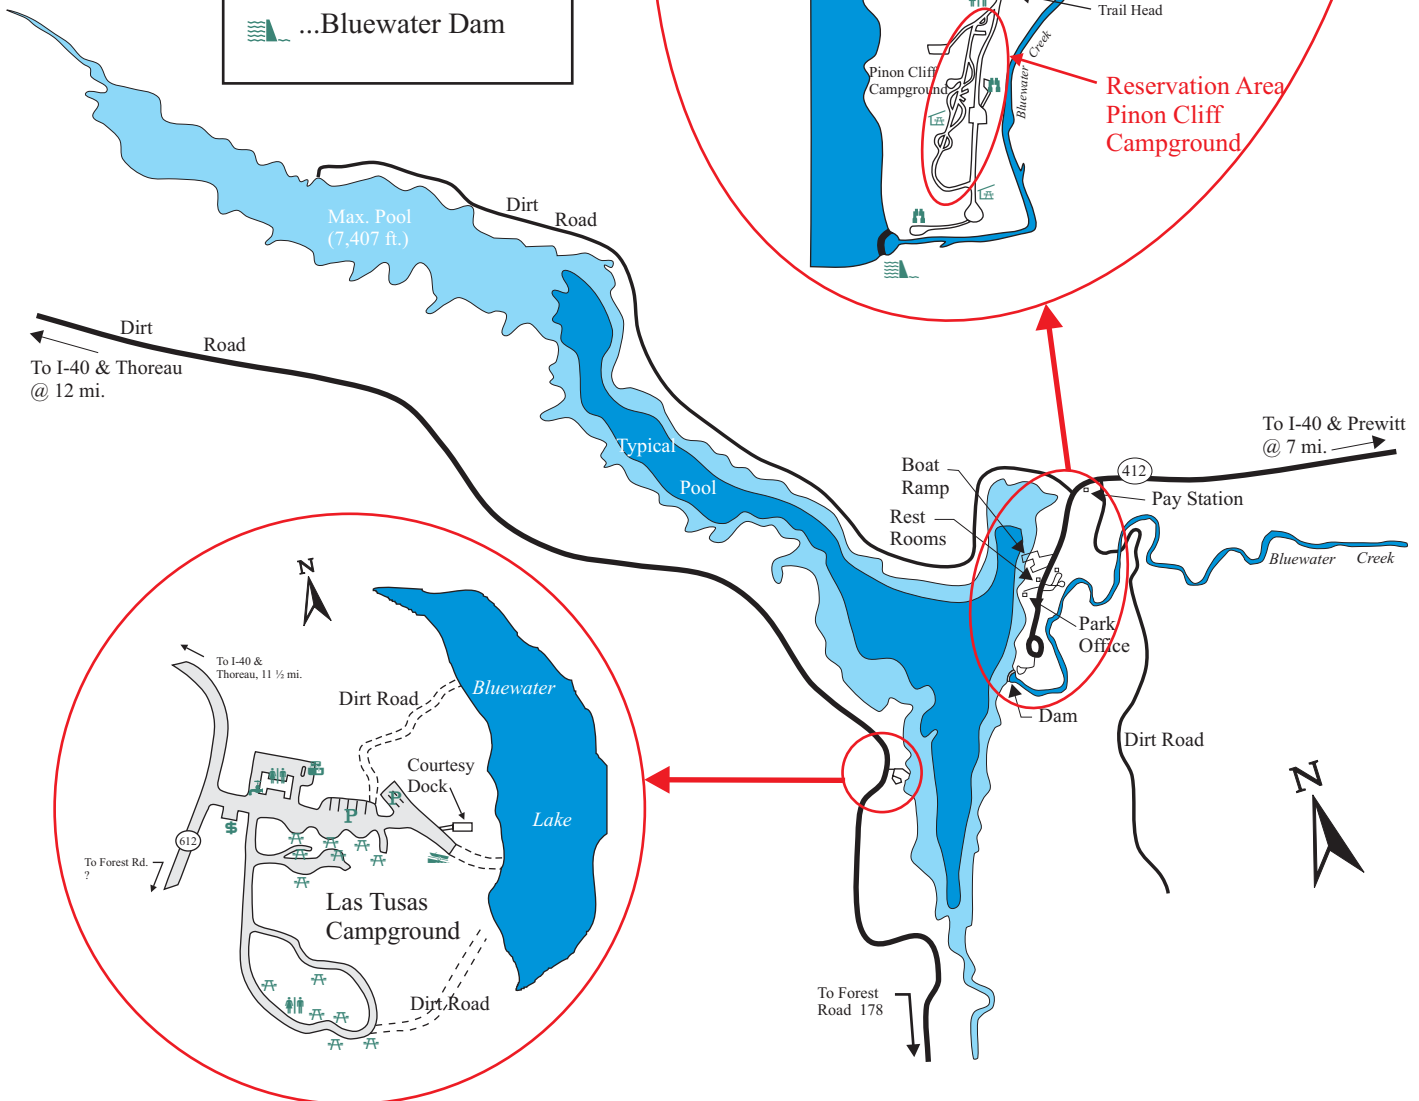 ...Bluewater Dam
Trail Head
Bluewater Creek
Pinon Cliff
Campground
Reservation Area
Pinon Cliff
Campground
Max. Pool
(7,407 ft.)
Dirt Road
Dirt Road
To I-40 & Thoreau
@ 12 mi.
Typical
Pool
To I-40 & Prewitt
@ 7 mi.
412
Boat
Ramp
Pay Station
Rest
Rooms
Bluewater Creek
Park
Office
Dam
Dirt Road
N
N
To I-40 &
Thoreau, 11 ½ mi.
Dirt Road
Bluewater
Courtesy
Dock
Lake
P
P
$
612
To Forest Rd.
?
Las Tusas
Campground
Dirt Road
To Forest
Road 178